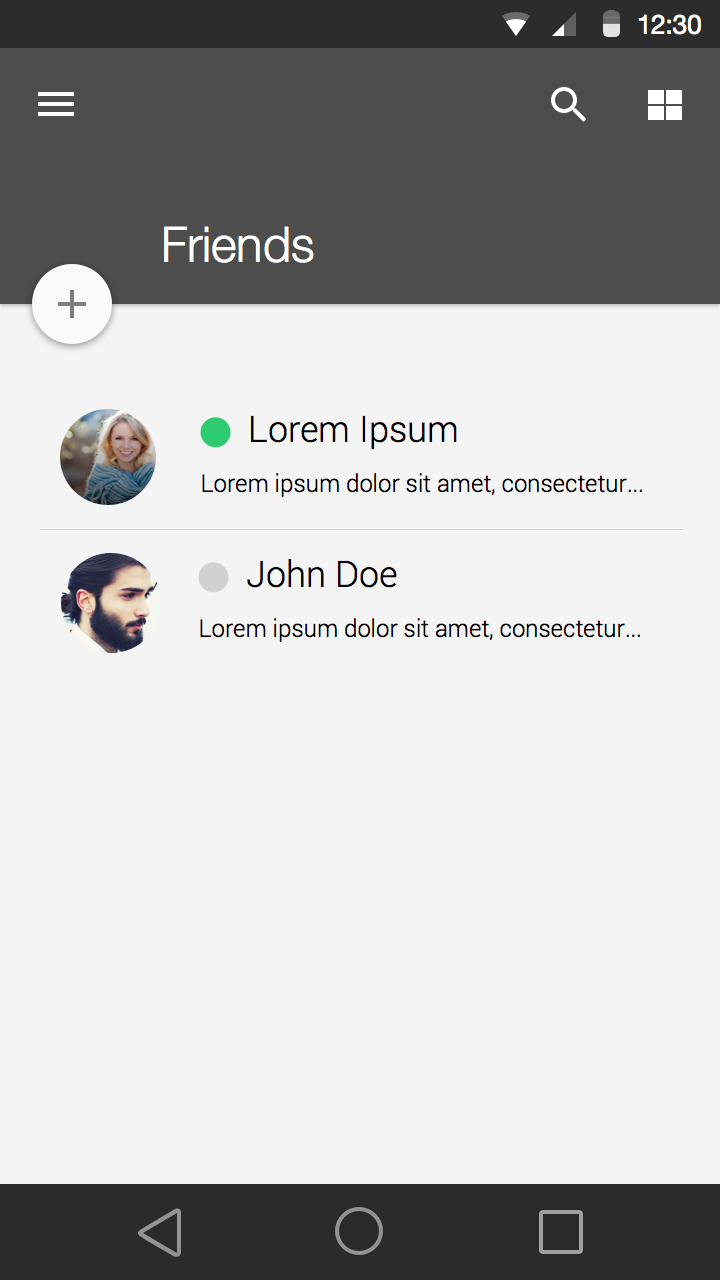 12:30
Friends
Lorem Ipsum
Lorem ipsum dolor sit amet, consectetur...
John Doe
Lorem ipsum dolor sit amet, consectetur...